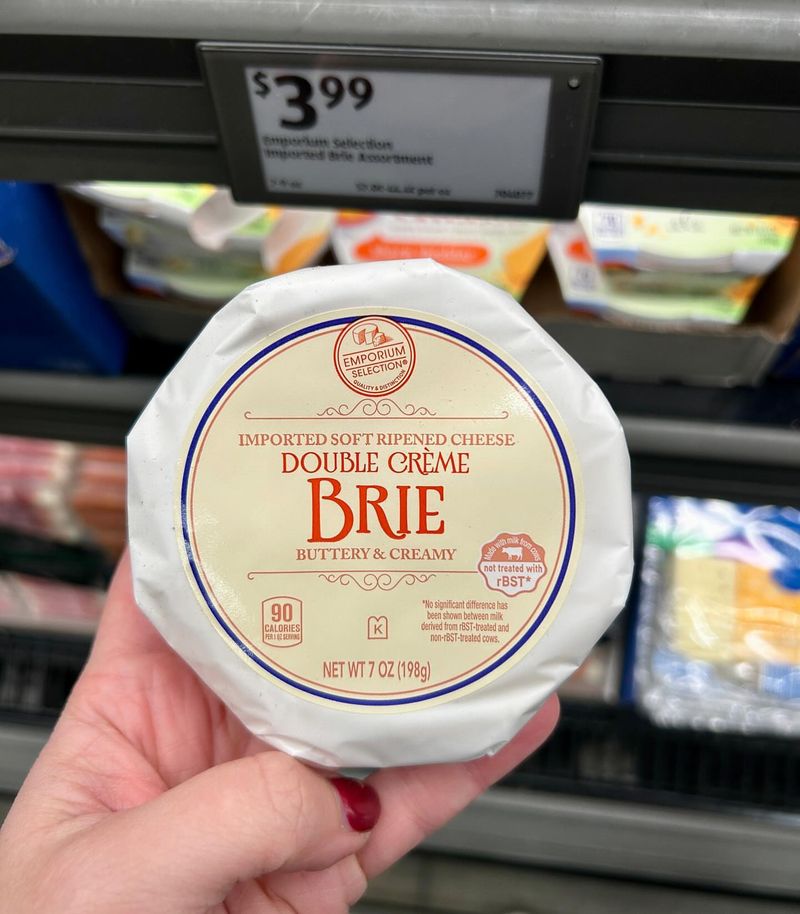 $3.99
Emporium Selection
Imported Brie Assortment
EMPORIUM
SELECTION®
QUALITY & DISTINCTION
IMPORTED SOFT RIPENED CHEESE
DOUBLE CRÈME
BRIE
BUTTERY & CREAMY
Made with milk from cows
not treated with
rBST*
90
CALORIES
PER 1 OZ SERVING
K
*No significant difference has
been shown between milk
derived from rBST-treated and
non-rBST-treated cows.
NET WT 7 OZ (198g)